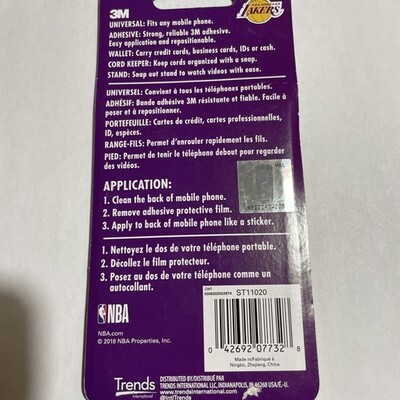 3M
LOS ANGELES
LAKERS
UNIVERSAL: Fits any mobile phone.
ADHESIVE: Strong, reliable 3M adhesive.
Easy application and repositionable.
WALLET: Carry credit cards, business cards, IDs or cash.
CORD KEEPER: Keep cords organized with a snap.
STAND: Snap out stand to watch videos with ease.
UNIVERSEL: Convient à tous les téléphones portables.
ADHÉSIF: Bande adhésive 3M résistante et fiable. Facile à
poser et à repositionner.
PORTEFEUILLE: Cartes de crédit, cartes professionnelles,
ID, espèces.
RANGE-FILS: Permet d'enrouler rapidement les fils.
PIED: Permet de tenir le téléphone debout pour regarder
des vidéos.
APPLICATION:
1. Clean the back of mobile phone.
2. Remove adhesive protective film.
3. Apply to back of mobile phone like a sticker.
1. Nettoyez le dos de votre téléphone portable.
2. Décollez le film protecteur.
3. Posez au dos de votre téléphone comme un
autocollant.
NBA
NBA.com
© 2018 NBA Properties, Inc.
ST11020
0 42692 07732 8
Made in/Fabriqué à
Ningbo, Zhejiang, China
Trends
International
DISTRIBUTED BY/DISTRIBUÉ PAR
TRENDS INTERNATIONAL LLC, INDIANAPOLIS, IN 46268 USA/É.-U.
www.trendsinternational.com
@intlTrends